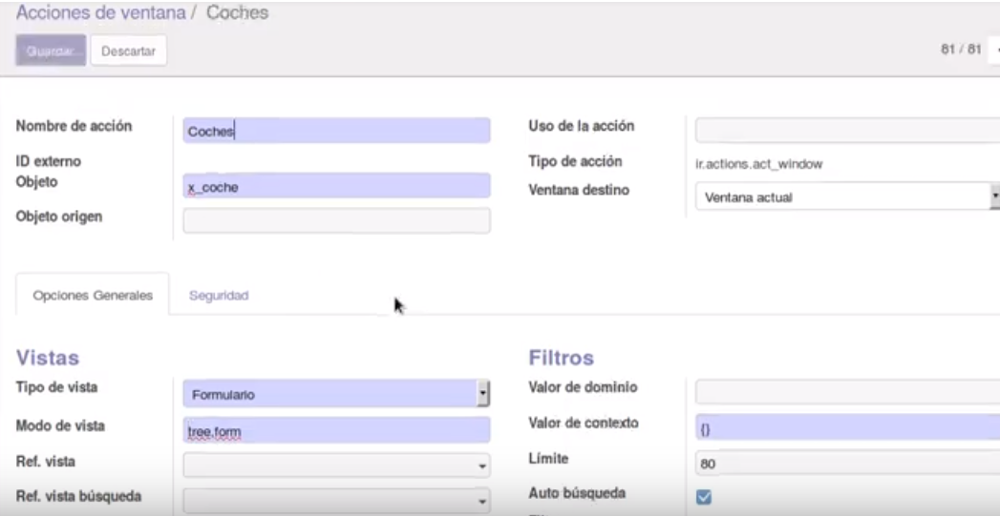 Acciones de venta / Coches
Guardar
Descartar
81 / 81
Nombre de acción
Coches
Uso de la acción
ID externo
Tipo de acción
ir.actions.act_window
Objeto
x_coche
Ventana destino
Ventana actual
Objeto origen
Opciones Generales
Seguridad
Vistas
Filtros
Tipo de vista
Formulario
Valor de dominio
Modo de vista
tree,form
Valor de contexto
{}
Ref. vista
Límite
80
Ref. vista búsqueda
Auto búsqueda